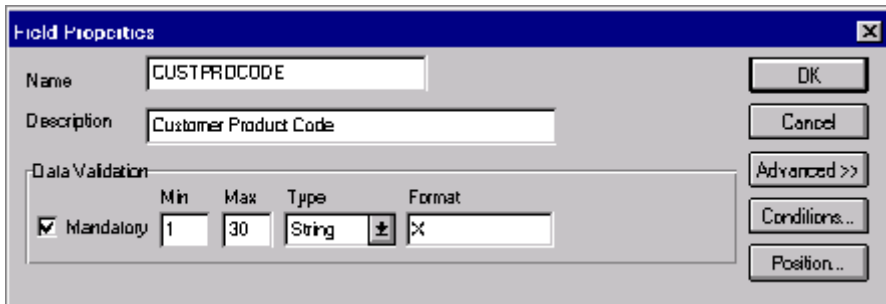 Field Properties
Name CUSTPRDCODE OK
Description Customer Product Code Cancel
Data Validation Advanced >>
Min Max Type Format
Mandatory 1 30 String X Conditions...
Position...